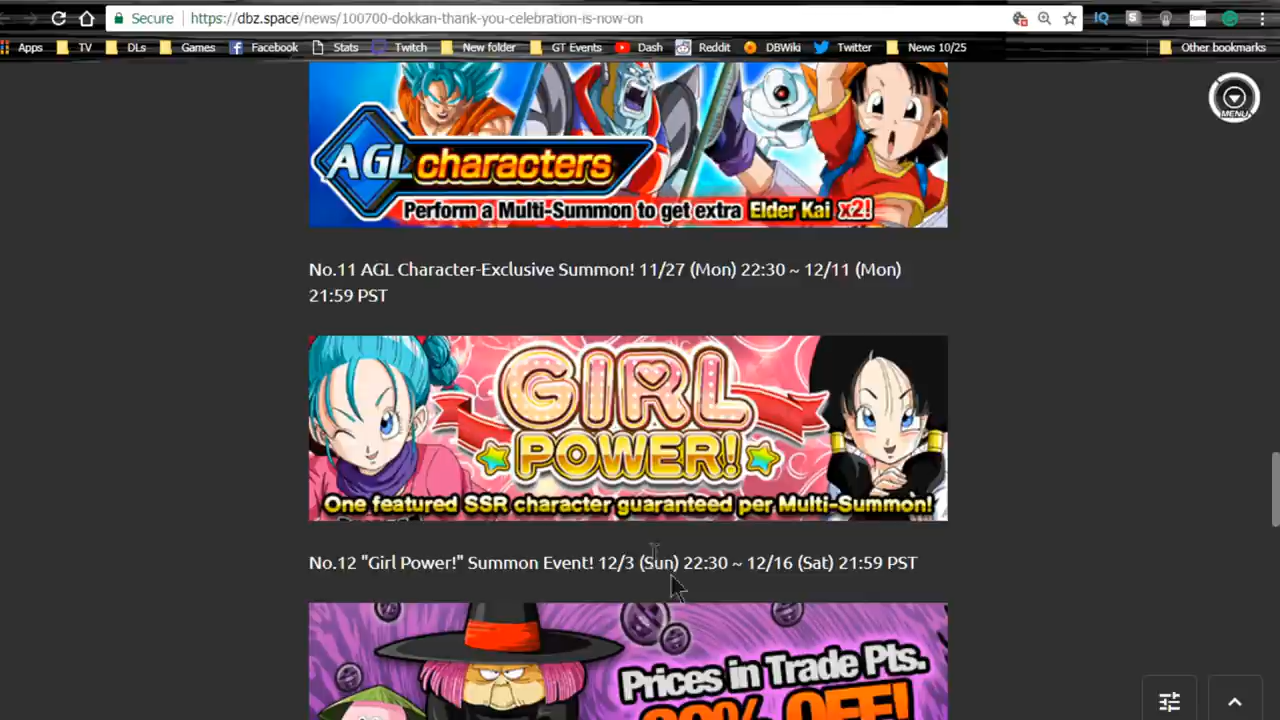 Secure https://dbz.space/news/100700-dokkan-thank-you-celebration-is-now-on
Apps TV DLs Games Facebook Stats Twitch New folder GT Events Dash Reddit DBWiki Twitter News 10/25 Other bookmarks
MENU
AGL characters
Perform a Multi-Summon to get extra Elder Kai x2!
No.11 AGL Character-Exclusive Summon! 11/27 (Mon) 22:30 ~ 12/11 (Mon)
21:59 PST
GIRL
POWER!
One featured SSR character guaranteed per Multi-Summon!
No.12 "Girl Power!" Summon Event! 12/3 (Sun) 22:30 ~ 12/16 (Sat) 21:59 PST
Prices in Trade Pts.
OFF!